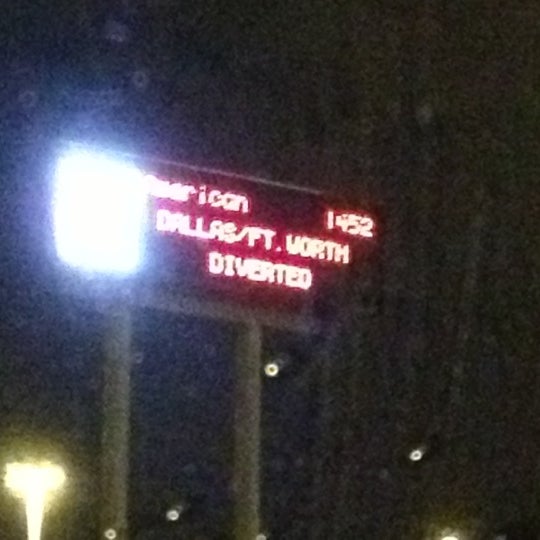 American 1452
DALLAS/FT.WORTH
DIVERTED